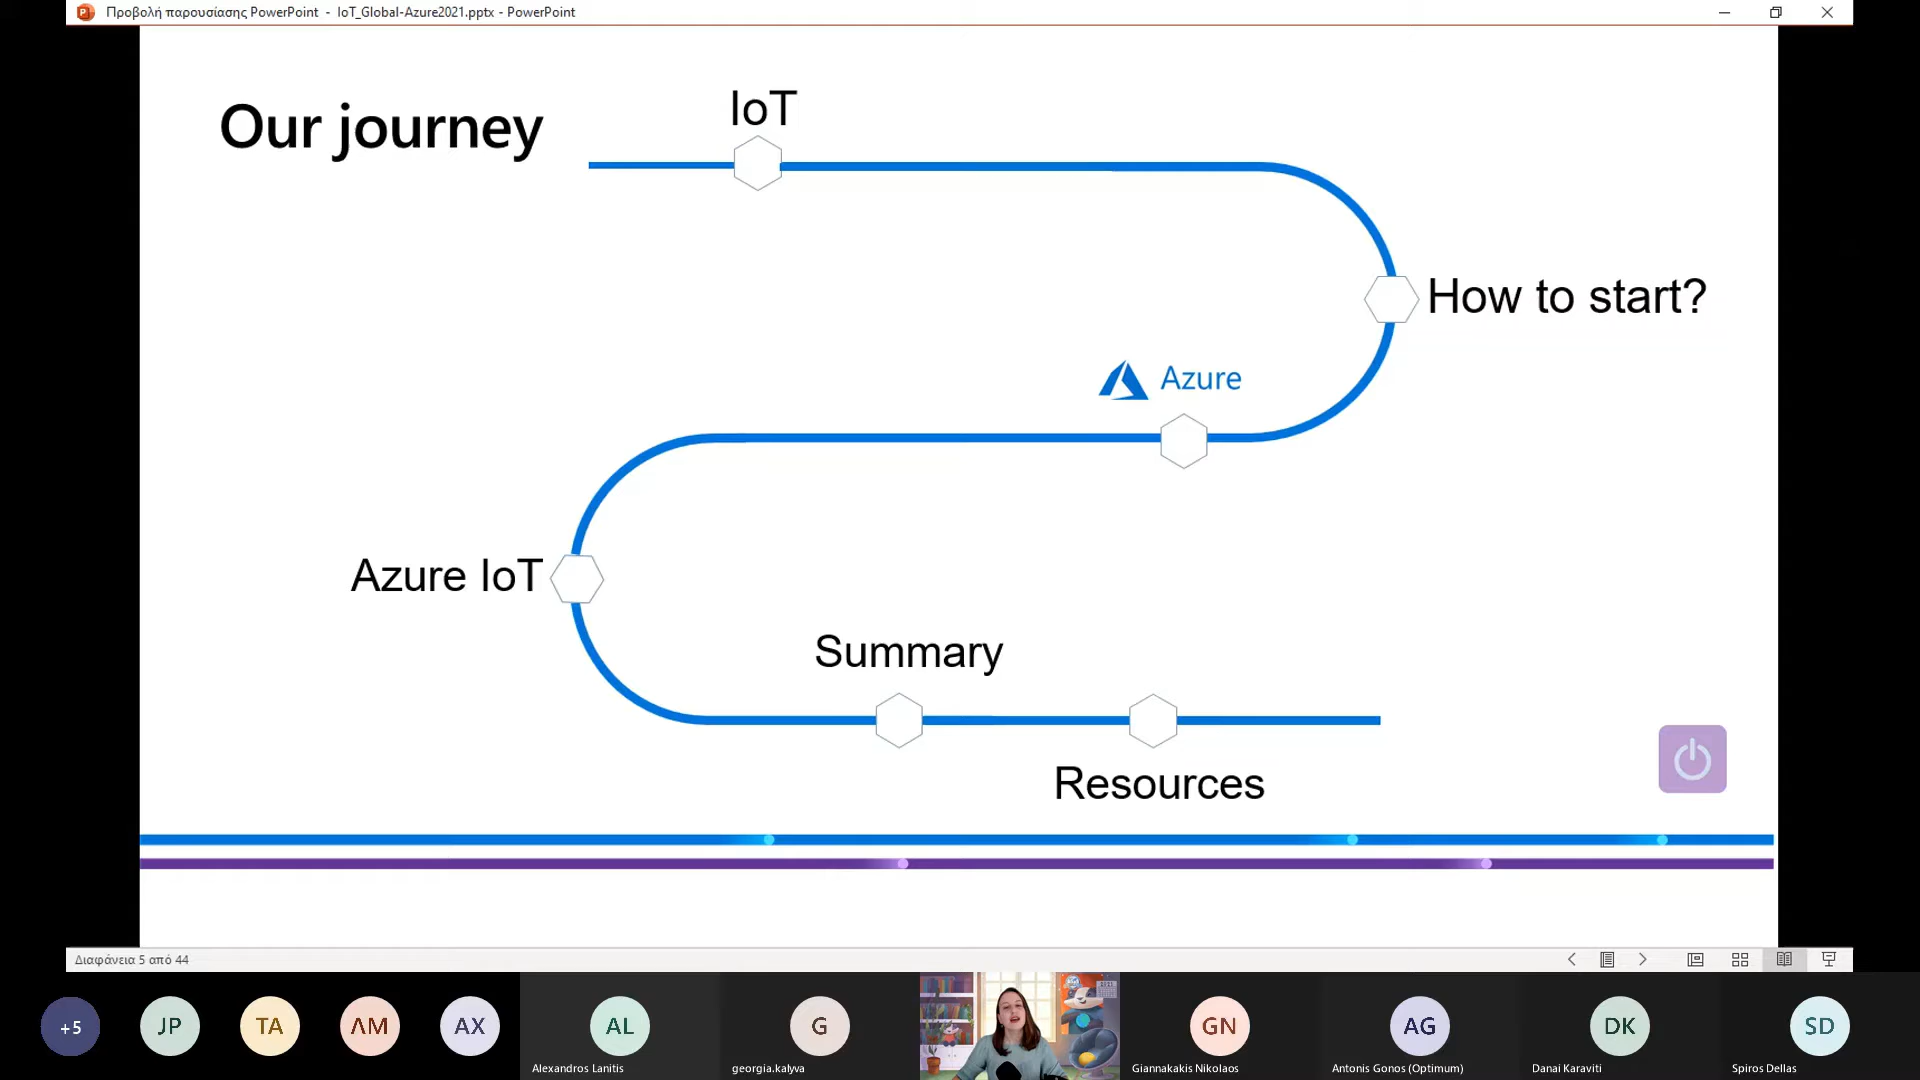 Προβολή παρουσίασης PowerPoint - IoT_Global-Azure2021.pptx - PowerPoint
Our journey
IoT
How to start?
Azure
Azure IoT
Summary
Resources
Διαφάνεια 5 από 44
+5
JP
TA
ΛΜ
AX
AL
G
GN
AG
DK
SD
Alexandros Lanitis
georgia.kalyva
Giannakakis Nikolaos
Antonis Gonos (Optimum)
Danai Karaviti
Spiros Dellas